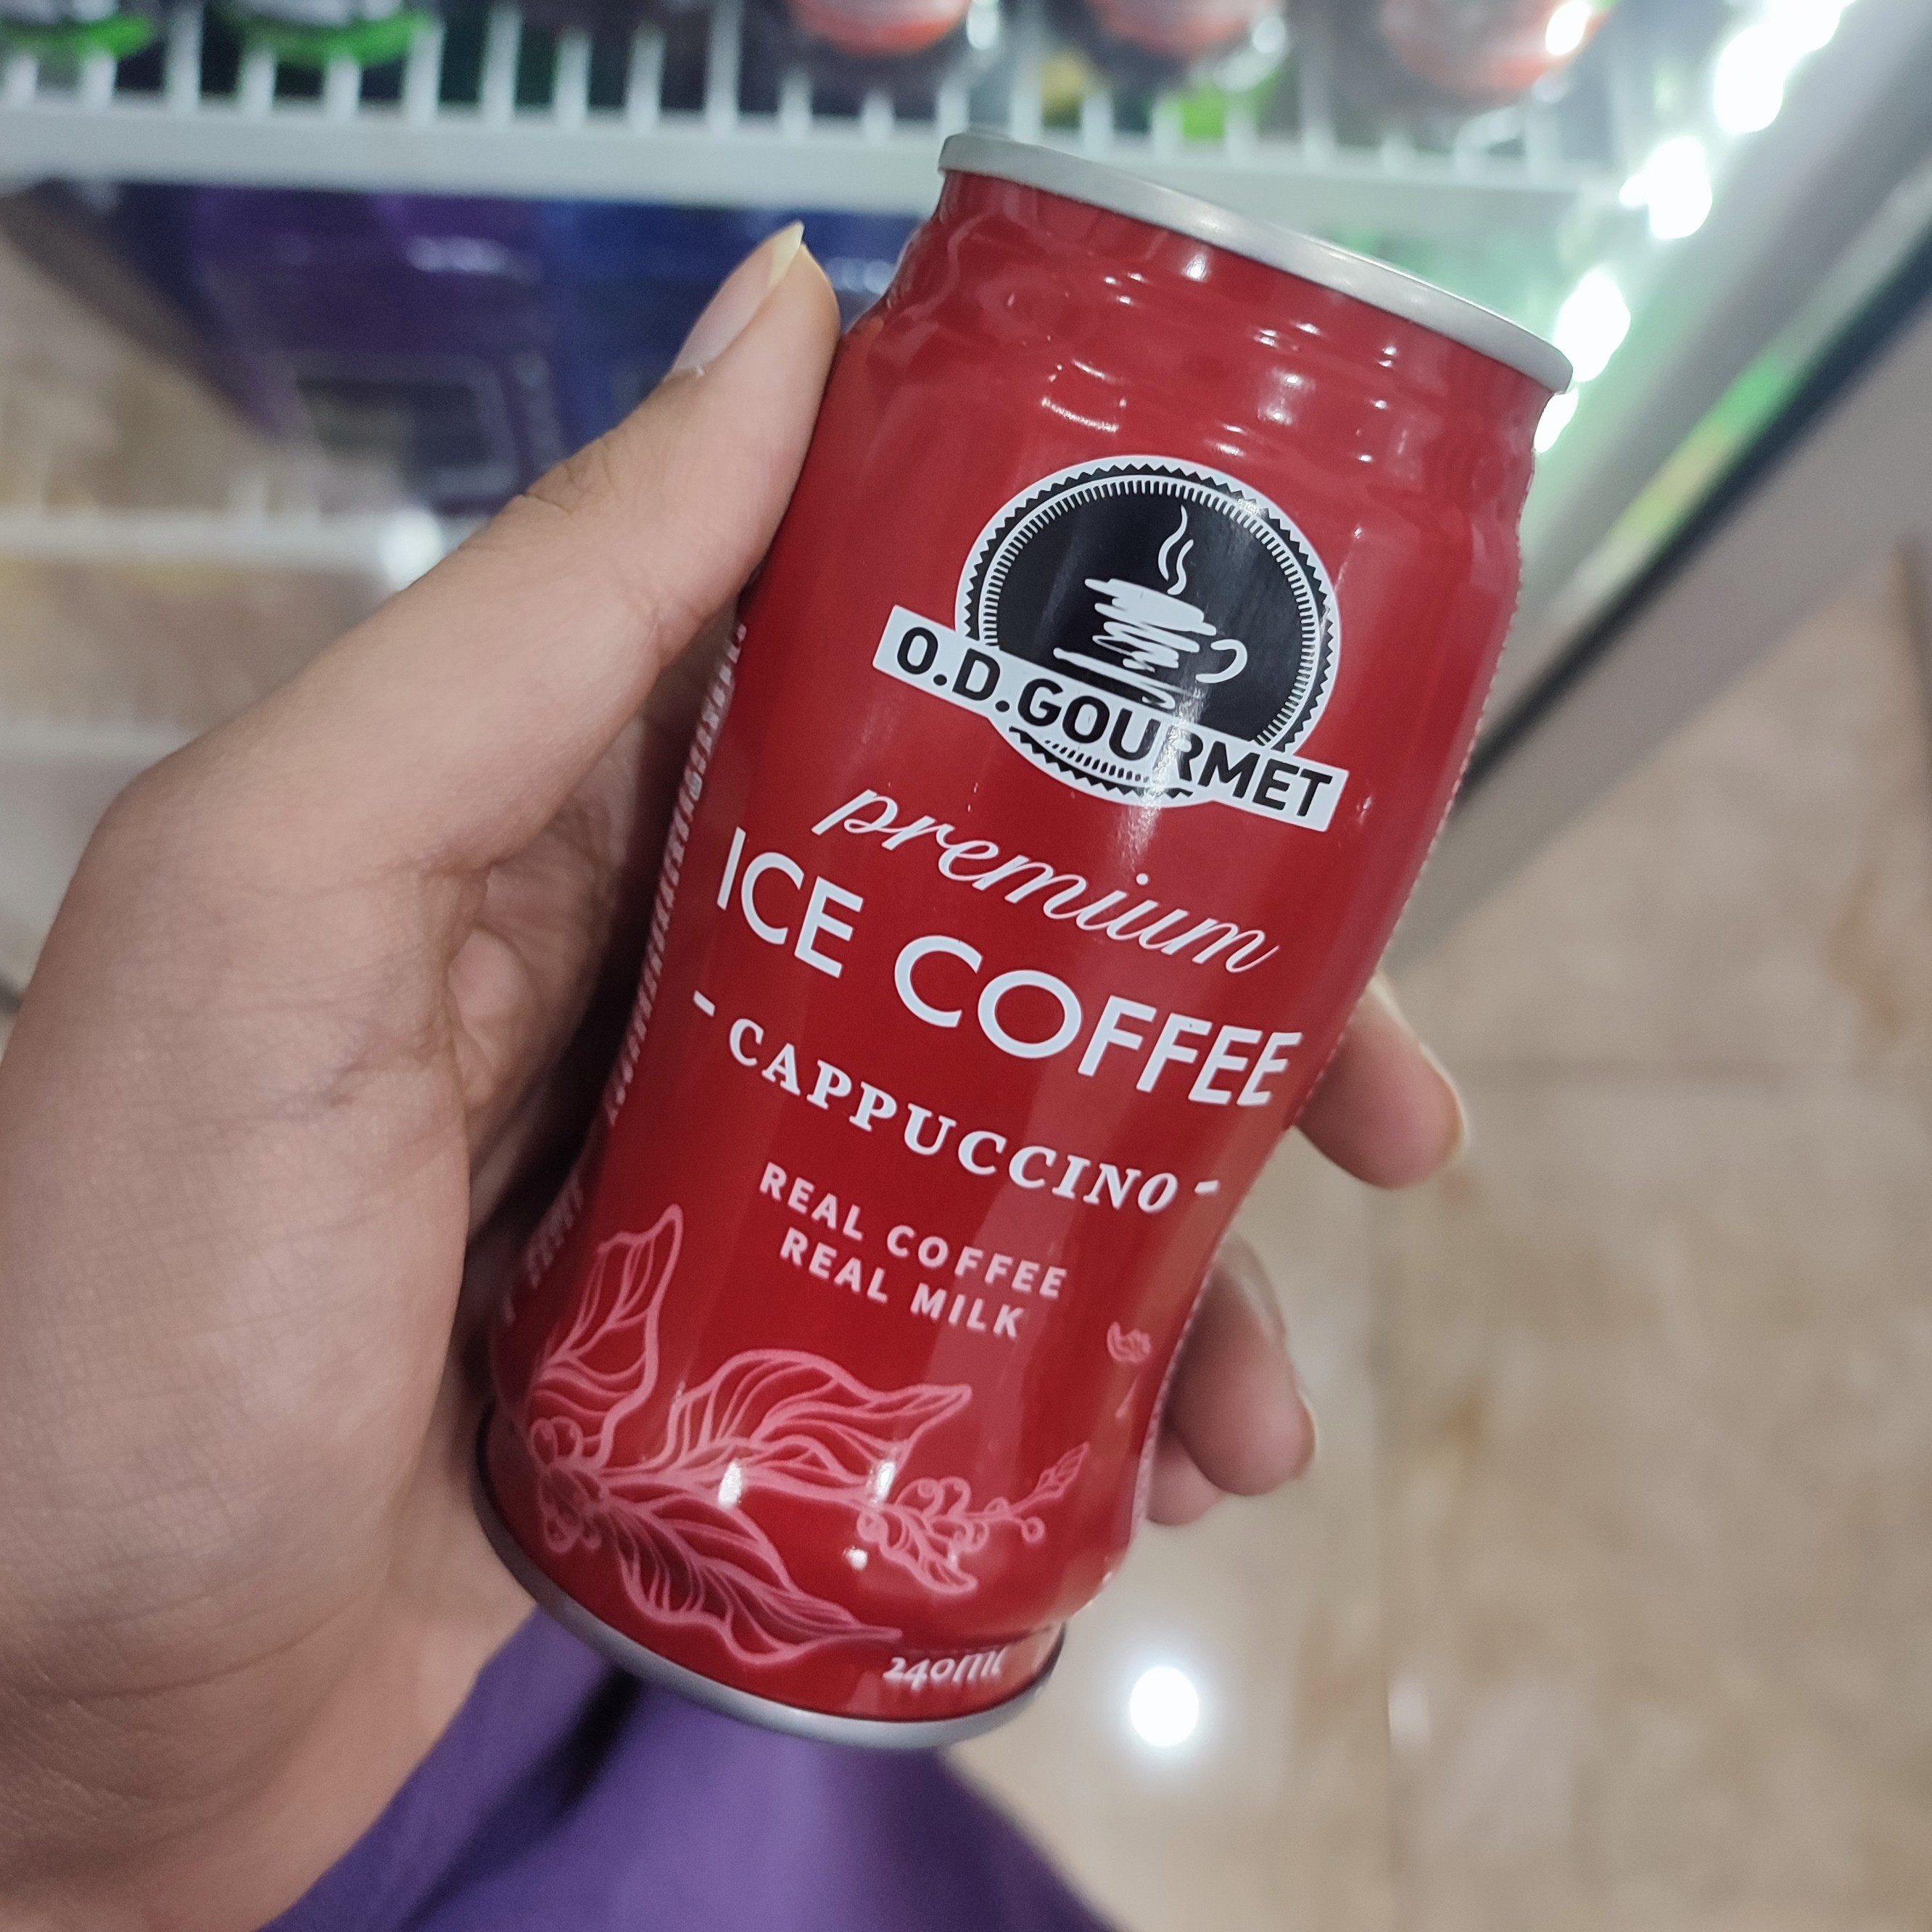 O.D.GOURMET
premium
ICE COFFEE
- CAPPUCCINO -
REAL COFFEE
REAL MILK
240ml